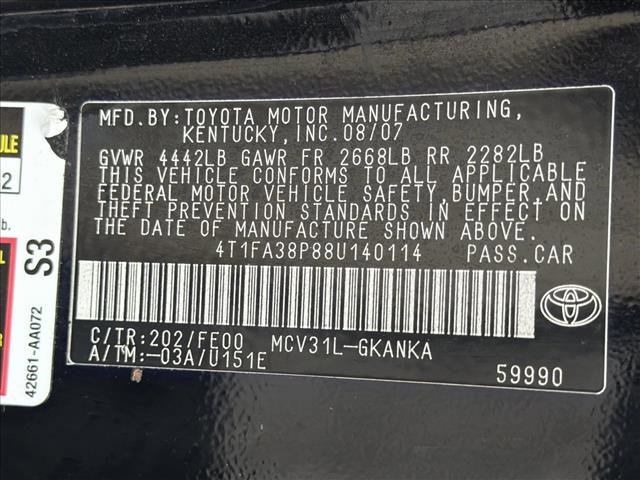 MFD.BY: TOYOTA MOTOR MANUFACTURING,
KENTUCKY, INC. 08/07
GVWR 4442LB GAWR FR 2668LB RR 2282LB
THIS VEHICLE CONFORMS TO ALL APPLICABLE
FEDERAL MOTOR VEHICLE SAFETY, BUMPER, AND
THEFT PREVENTION STANDARDS IN EFFECT ON
THE DATE OF MANUFACTURE SHOWN ABOVE.
4T1FA38P88U140114 PASS.CAR
C/TR:202/FE00 MCV31L-GKANKA
A/TM:-03A/U151E
59990
ULE
2
b.
S3
L
R
42661-AA072